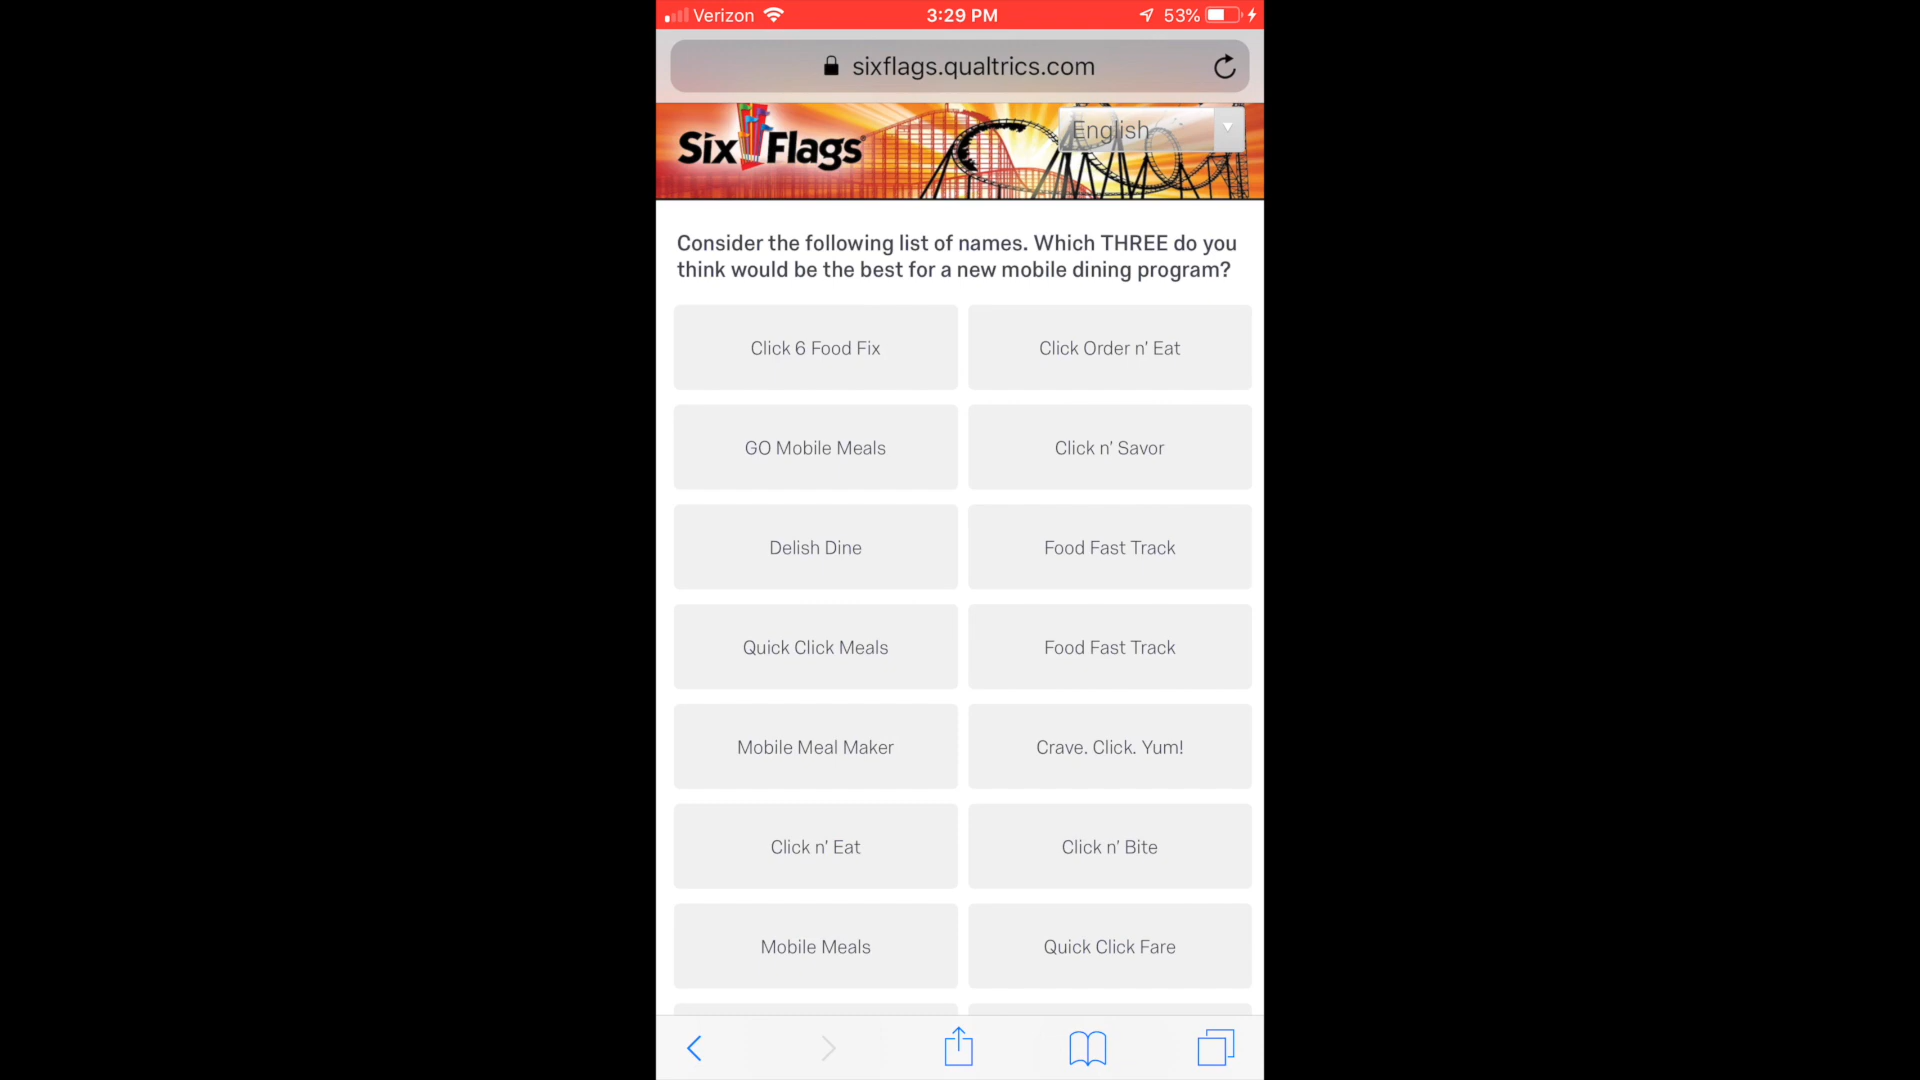 Verizon 3:29 PM 53%
sixflags.qualtrics.com
Six Flags
English
Consider the following list of names. Which THREE do you
think would be the best for a new mobile dining program?
Click 6 Food Fix
Click Order n’ Eat
GO Mobile Meals
Click n’ Savor
Delish Dine
Food Fast Track
Quick Click Meals
Food Fast Track
Mobile Meal Maker
Crave. Click. Yum!
Click n’ Eat
Click n’ Bite
Mobile Meals
Quick Click Fare